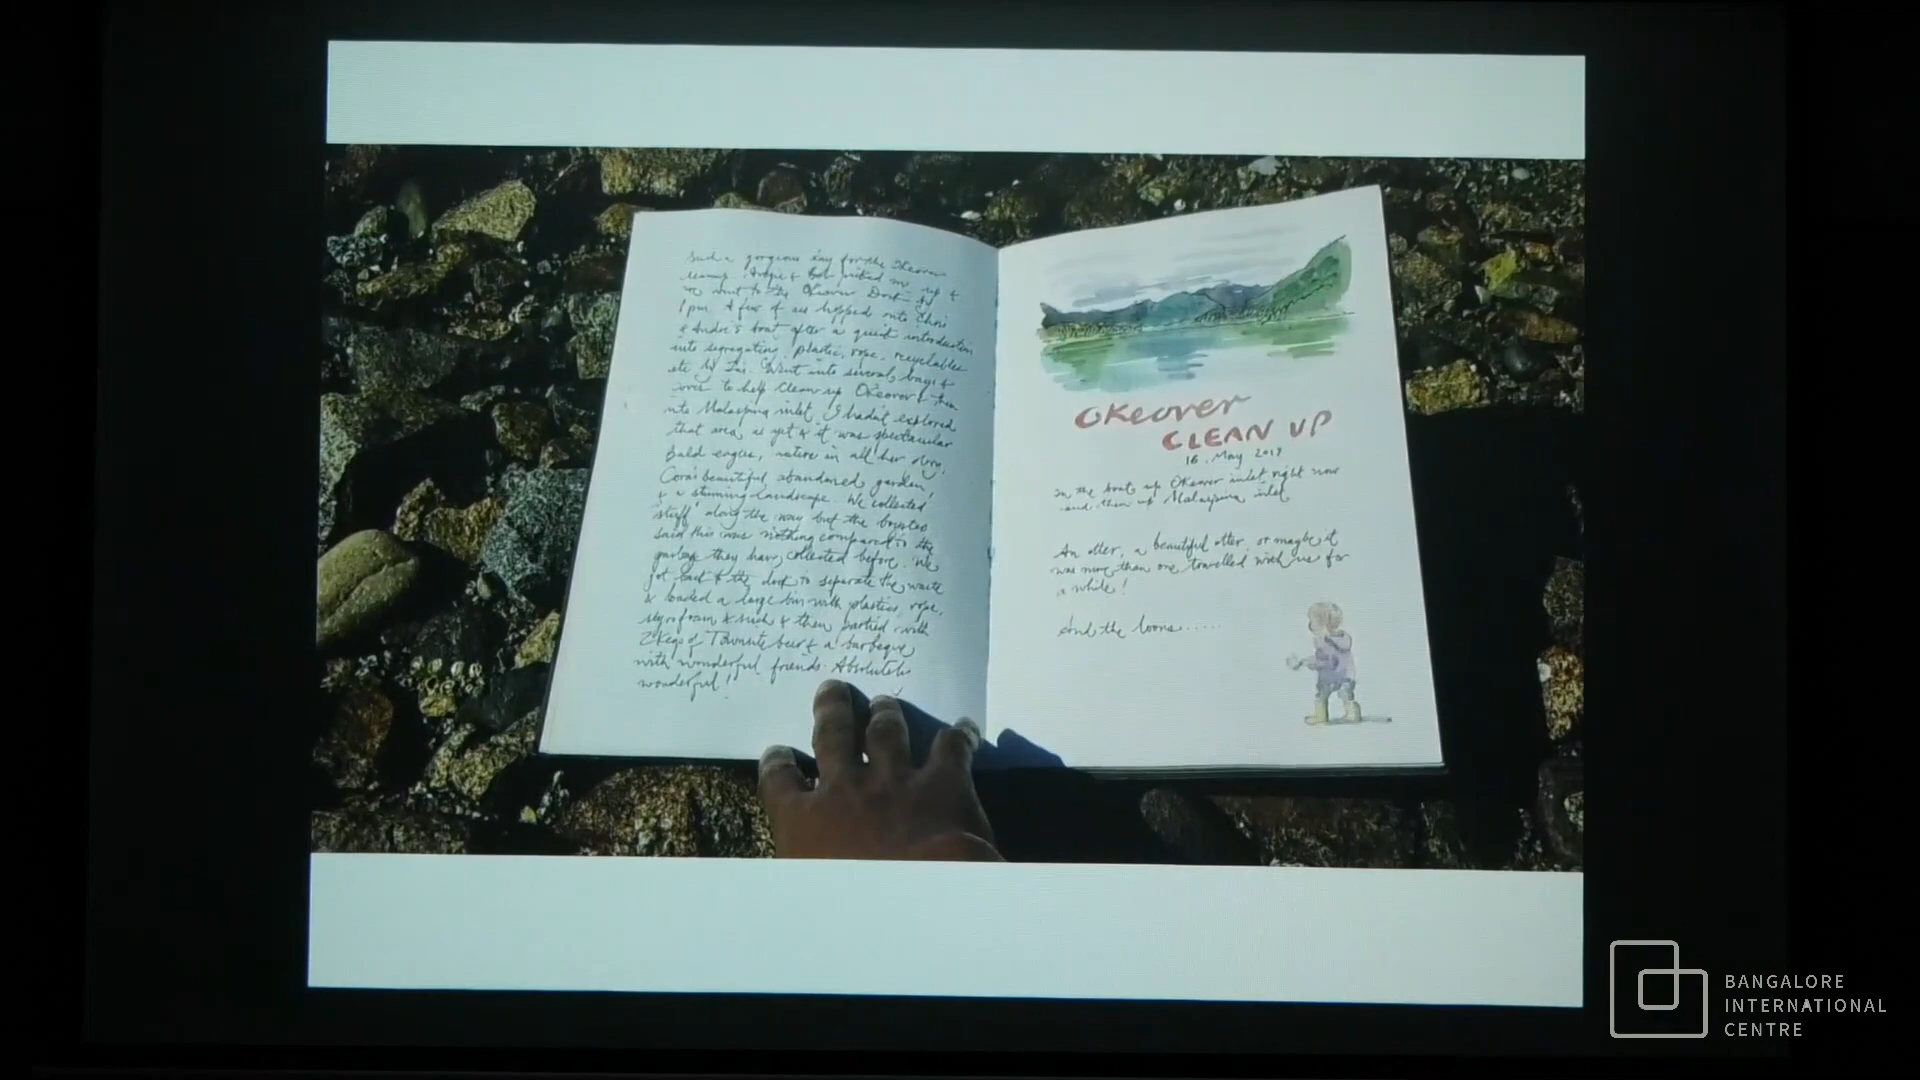 Such a gorgeous day for the Okeover
cleanup. & Bob picked me up &
we went to the Okeover Dock by
1 pm. A few of us hopped onto Chris
& Andre's boat after a quick introduction
into segregating plastic, rope, recyclables
etc by Went into several bays &
coves to help clean up Okeover & then
into Malaspina inlet. I hadn't explored
that area as yet & it was spectacular
Bald eagles, nature in all her glory,
Cora's beautiful abandoned garden
& a stunning landscape. We collected
'stuff' along the way but the
said this was nothing compared to the
garbage they have collected before. We
got back to the dock to separate the waste
& loaded a large bin with plastics, rope,
styrofoam & such & then partied with
2 kegs of Townsite beer & a barbeque
with wonderful friends. Absolutely
wonderful!
OKeover
CLEAN UP
16. May 2019
In the boat up Okeover inlet right now
and then up Malaspina inlet
An otter, a beautiful otter, or maybe it
was more than one travelled with us for
a while!
And the loons.....
BANGALORE
INTERNATIONAL
CENTRE